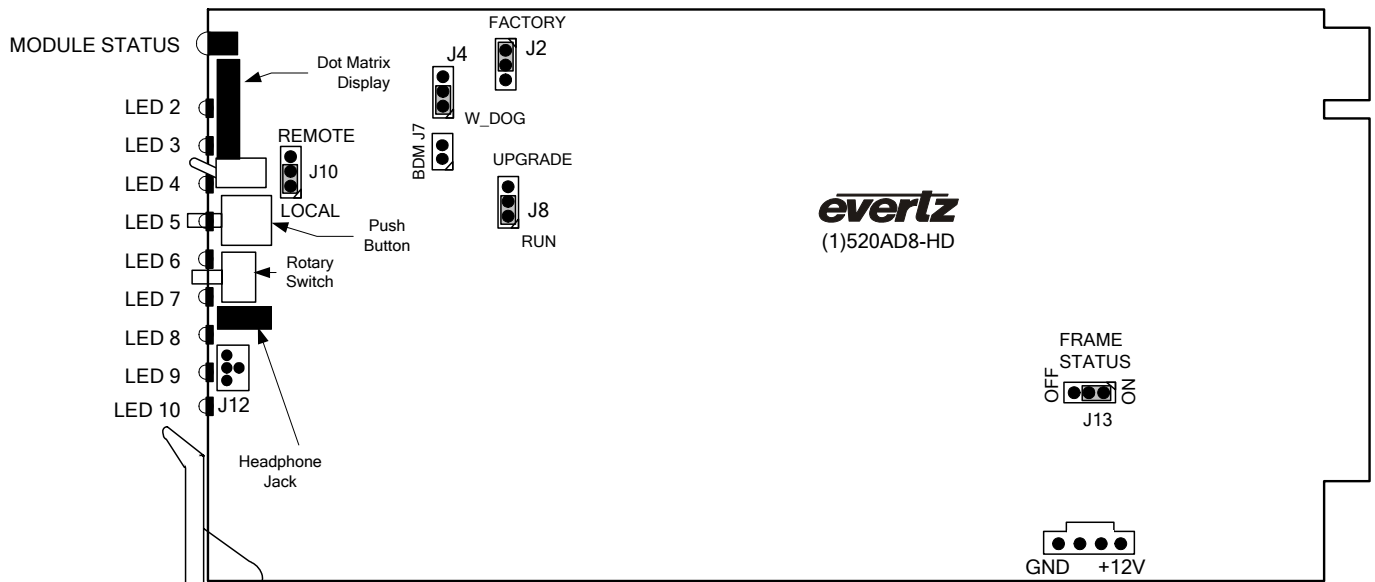 FACTORY
J2
MODULE STATUS
Dot Matrix
Display
J4
W_DOG
LED 2
LED 3
REMOTE
J10
LOCAL
BDM J7
UPGRADE
J8
RUN
LED 4
LED 5
Push
Button
LED 6
Rotary
Switch
LED 7
LED 8
LED 9
LED 10
J12
Headphone
Jack
evertz
(1)520AD8-HD
FRAME
STATUS
OFF
ON
J13
GND
+12V